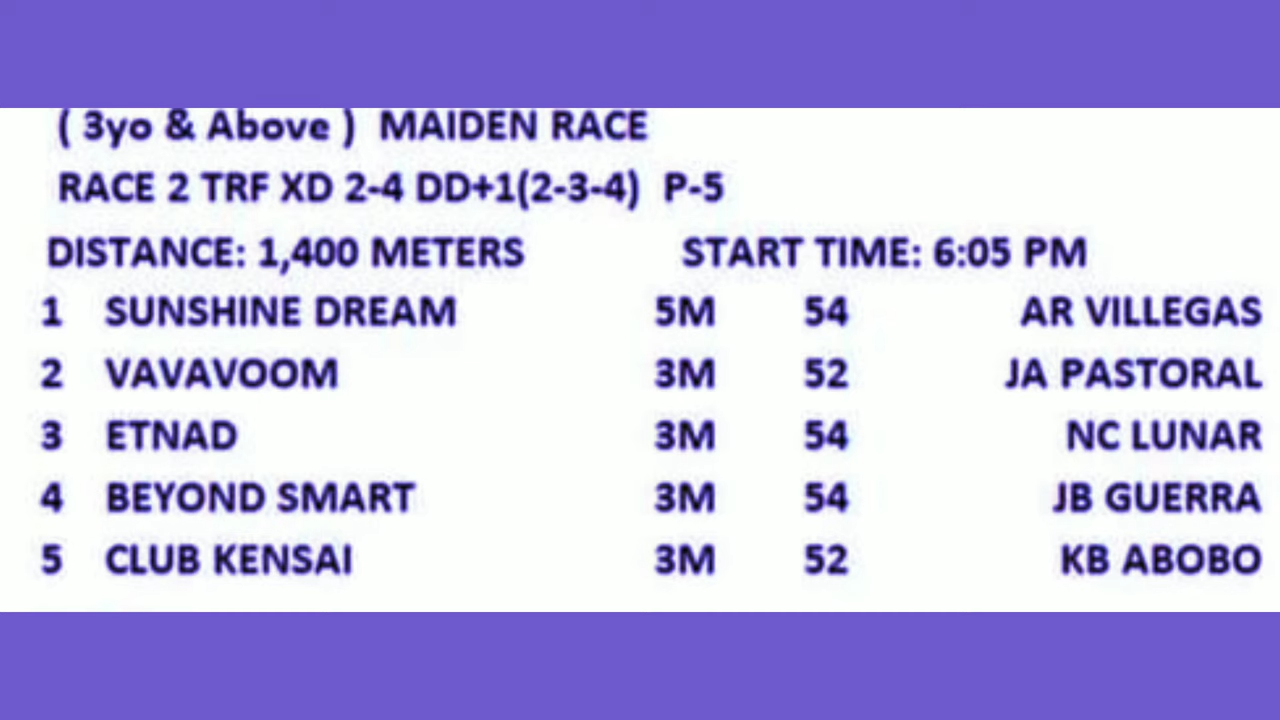 ( 3yo & Above ) MAIDEN RACE
RACE 2 TRF XD 2-4 DD+1(2-3-4) P-5
DISTANCE: 1,400 METERS START TIME: 6:05 PM
1 SUNSHINE DREAM 5M 54 AR VILLEGAS
2 VAVAVOOM 3M 52 JA PASTORAL
3 ETNAD 3M 54 NC LUNAR
4 BEYOND SMART 3M 54 JB GUERRA
5 CLUB KENSAI 3M 52 KB ABOBO